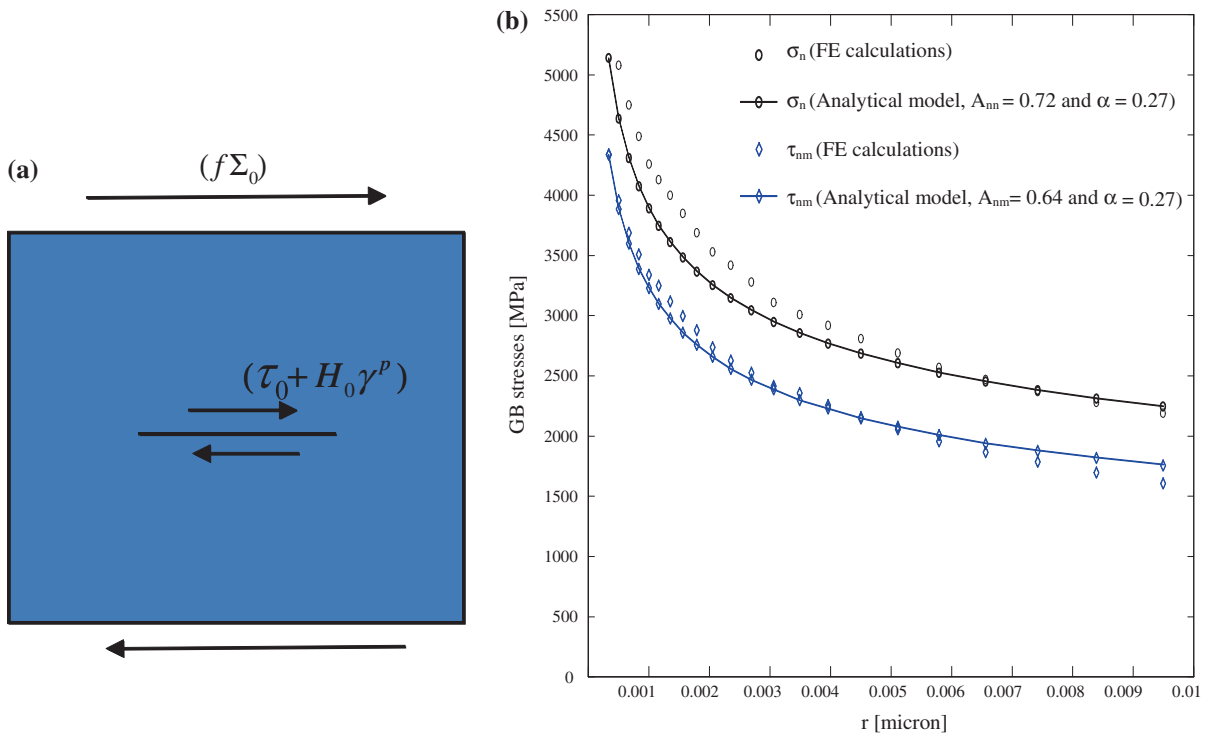 (a)
(fΣ₀)
(τ₀+ H₀γᵖ)
(b)
GB stresses [MPa]
5500
5000
4500
4000
3500
3000
2500
2000
1500
1000
500
0
σₙ (FE calculations)
σₙ (Analytical model, Aₙₙ = 0.72 and α = 0.27)
τₙₘ (FE calculations)
τₙₘ (Analytical model, Aₙₘ = 0.64 and α = 0.27)
0.001 0.002 0.003 0.004 0.005 0.006 0.007 0.008 0.009 0.01
r [micron]